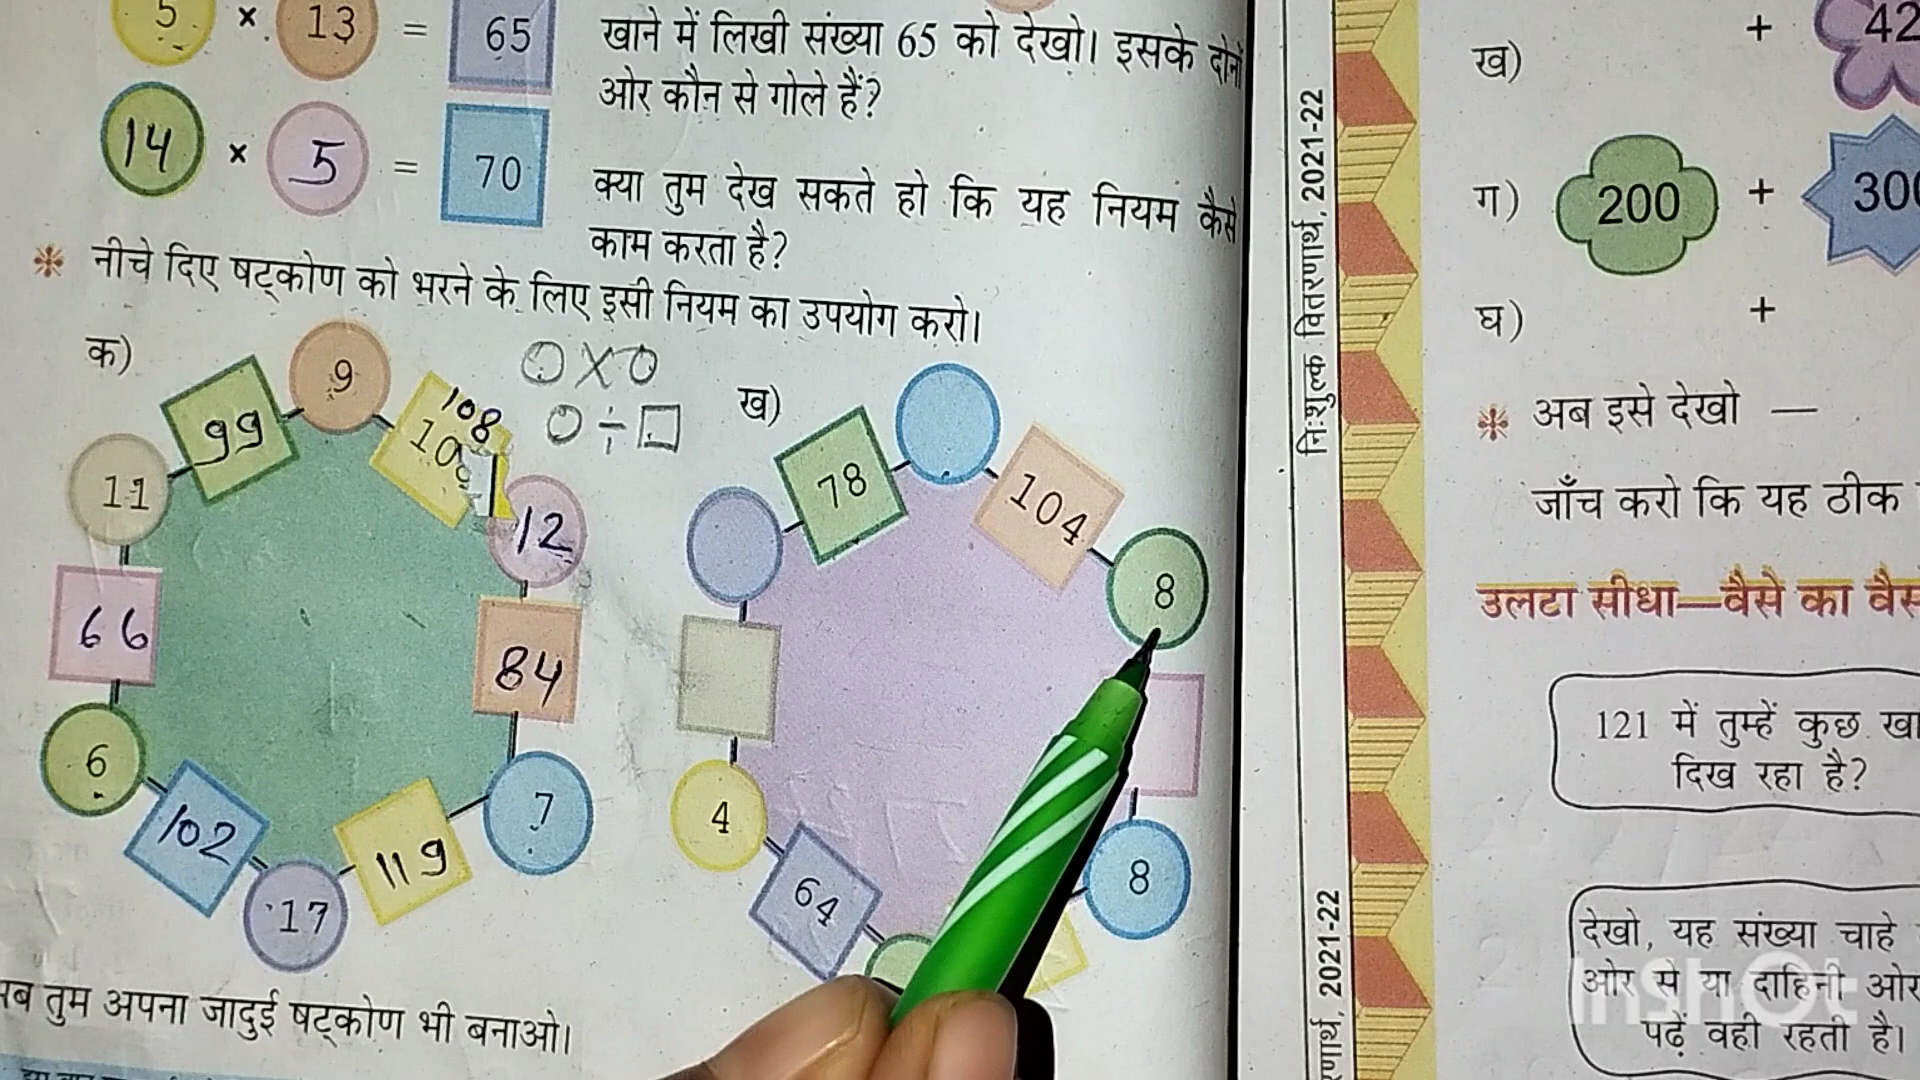 5 × 13 = 65
खाने में लिखी संख्या 65 को देखो। इसके दोनों
ओर कौन से गोले हैं?
14 × 5 = 70
क्या तुम देख सकते हो कि यह नियम कैसे
काम करता है?
नीचे दिए षट्कोण को भरने के लिए इसी नियम का उपयोग करो।
क)
9
99
108
11
12
66
84
6
7
102
119
17
○×○
○÷□
ख)
78
104
8
4
64
8
तुम अपना जादुई षट्कोण भी बनाओ।
निःशुल्क वितरणार्थ, 2021-22
2021-22
ख) + 42
ग) 200 + 300
घ) +
अब इसे देखो —
जाँच करो कि यह ठीक
उलटा सीधा—वैसे का वैसा
121 में तुम्हें कुछ
दिख रहा है?
देखो, यह संख्या चाहे
ओर से या दाहिनी ओर
पढ़ें वही रहती है।
InShOt